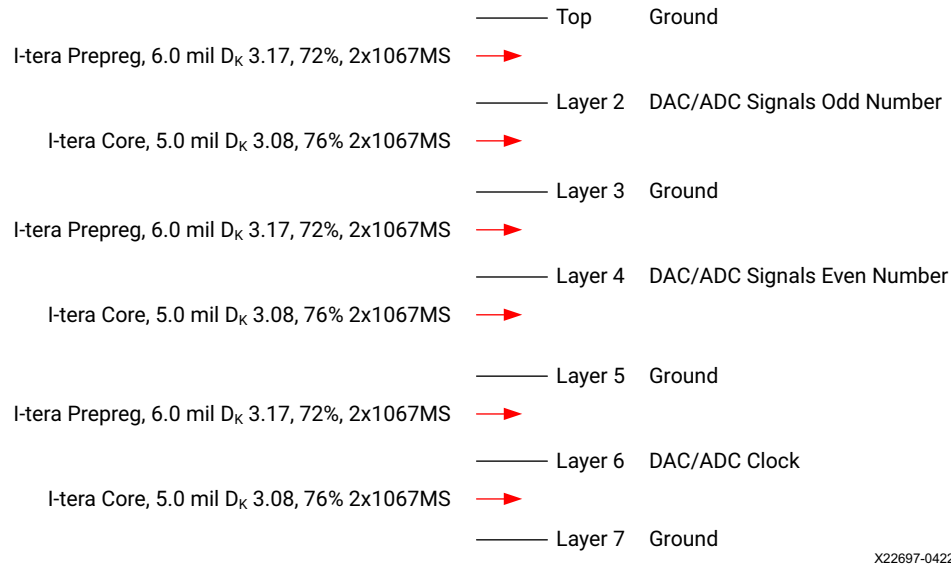 Top Ground
I-tera Prepreg, 6.0 mil DK 3.17, 72%, 2x1067MS
Layer 2 DAC/ADC Signals Odd Number
I-tera Core, 5.0 mil DK 3.08, 76% 2x1067MS
Layer 3 Ground
I-tera Prepreg, 6.0 mil DK 3.17, 72%, 2x1067MS
Layer 4 DAC/ADC Signals Even Number
I-tera Core, 5.0 mil DK 3.08, 76% 2x1067MS
Layer 5 Ground
I-tera Prepreg, 6.0 mil DK 3.17, 72%, 2x1067MS
Layer 6 DAC/ADC Clock
I-tera Core, 5.0 mil DK 3.08, 76% 2x1067MS
Layer 7 Ground
X22697-0422